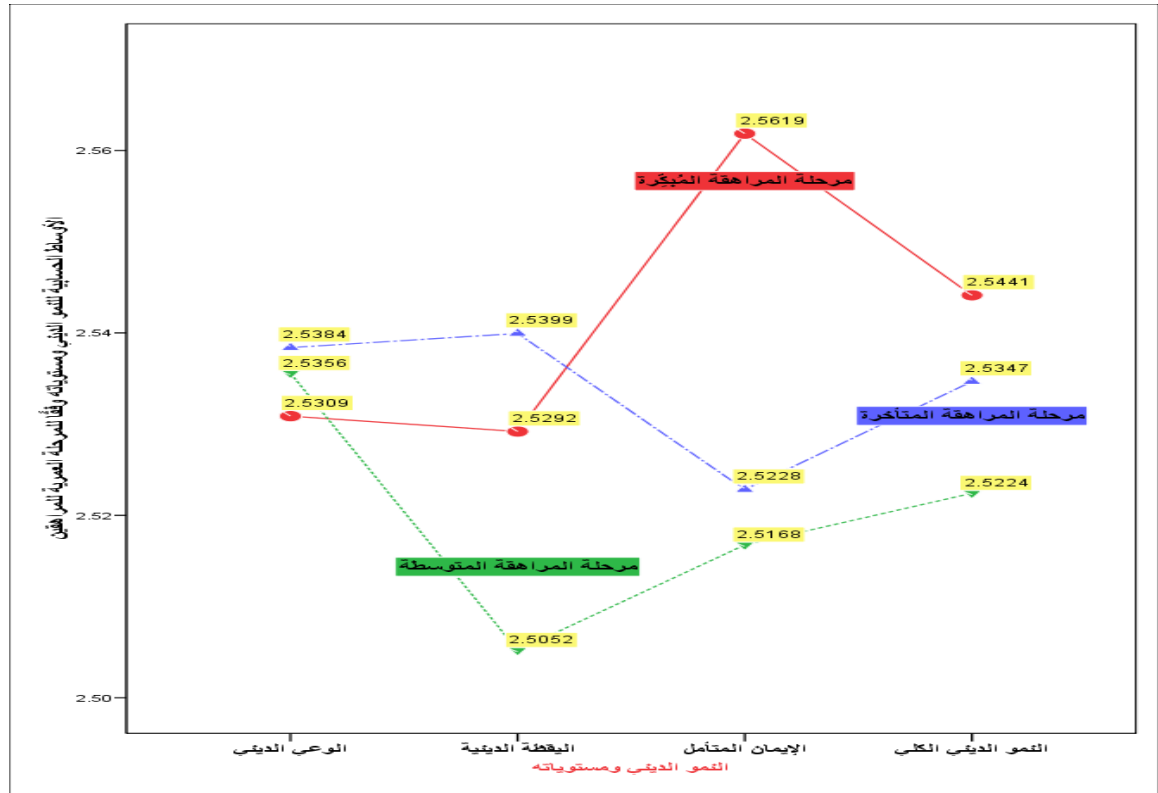 الأوساط الحسابية للنمو الديني ومستوياته وفقاً للمرحلة العمرية للمراهقين
2.56
2.54
2.52
2.50
2.5619
مرحلة المراهقة المُبكِّرة
2.5441
2.5384
2.5399
2.5356
2.5347
2.5309
2.5292
مرحلة المراهقة المتأخرة
2.5228
2.5224
2.5168
مرحلة المراهقة المتوسطة
2.5052
الوعي الديني
اليقظة الدينية
الإيمان المتأمل
النمو الديني الكلي
النمو الديني ومستوياته